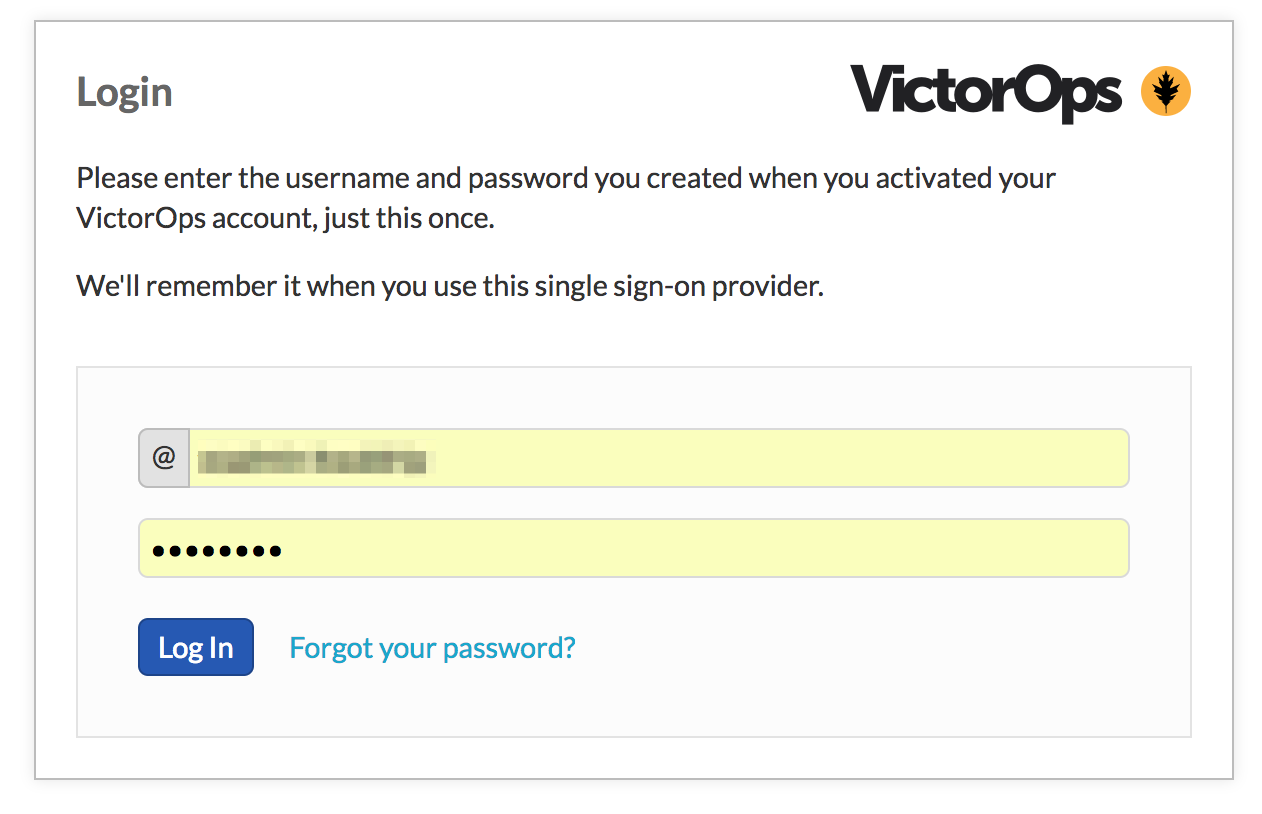 Login
VictorOps
Please enter the username and password you created when you activated your
VictorOps account, just this once.
We'll remember it when you use this single sign-on provider.
@
••••••••
Log In
Forgot your password?